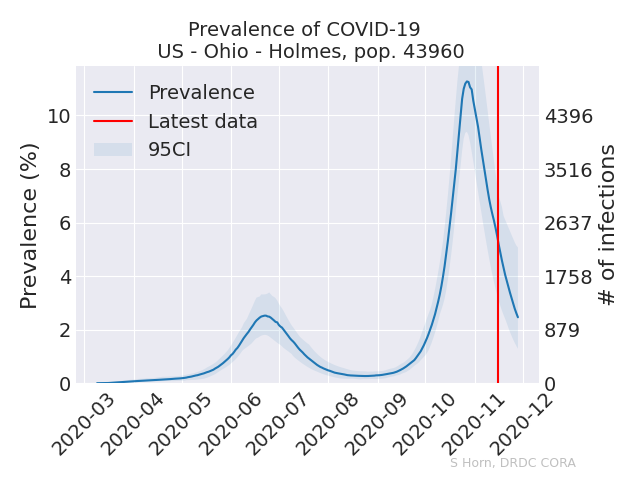 Prevalence of COVID-19
US - Ohio - Holmes, pop. 43960
Prevalence
Latest data
95CI
Prevalence (%)
10
8
6
4
2
0
4396
3516
2637
1758
879
0
# of infections
2020-03
2020-04
2020-05
2020-06
2020-07
2020-08
2020-09
2020-10
2020-11
2020-12
S Horn, DRDC CORA